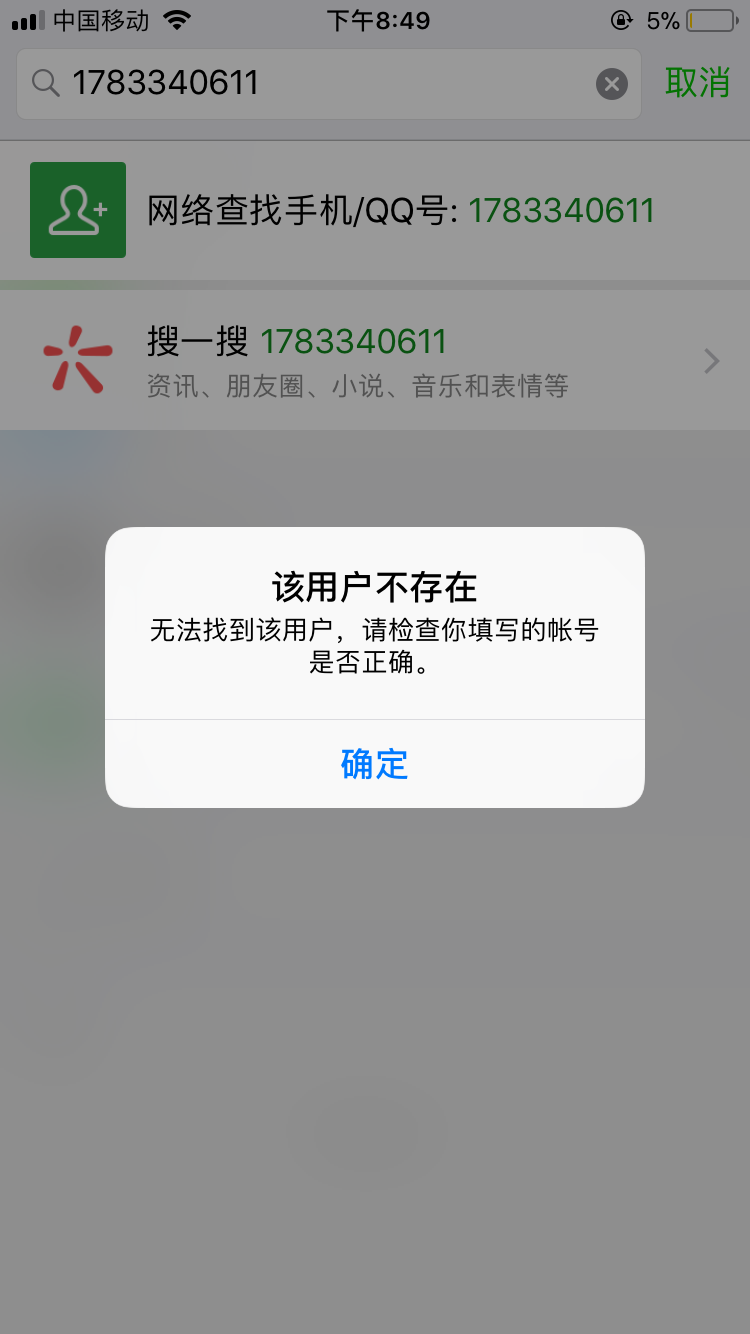 中国移动 下午8:49 5%
1783340611 取消
网络查找手机/QQ号: 1783340611
搜一搜 1783340611
资讯、朋友圈、小说、音乐和表情等
该用户不存在
无法找到该用户，请检查你填写的帐号
是否正确。
确定